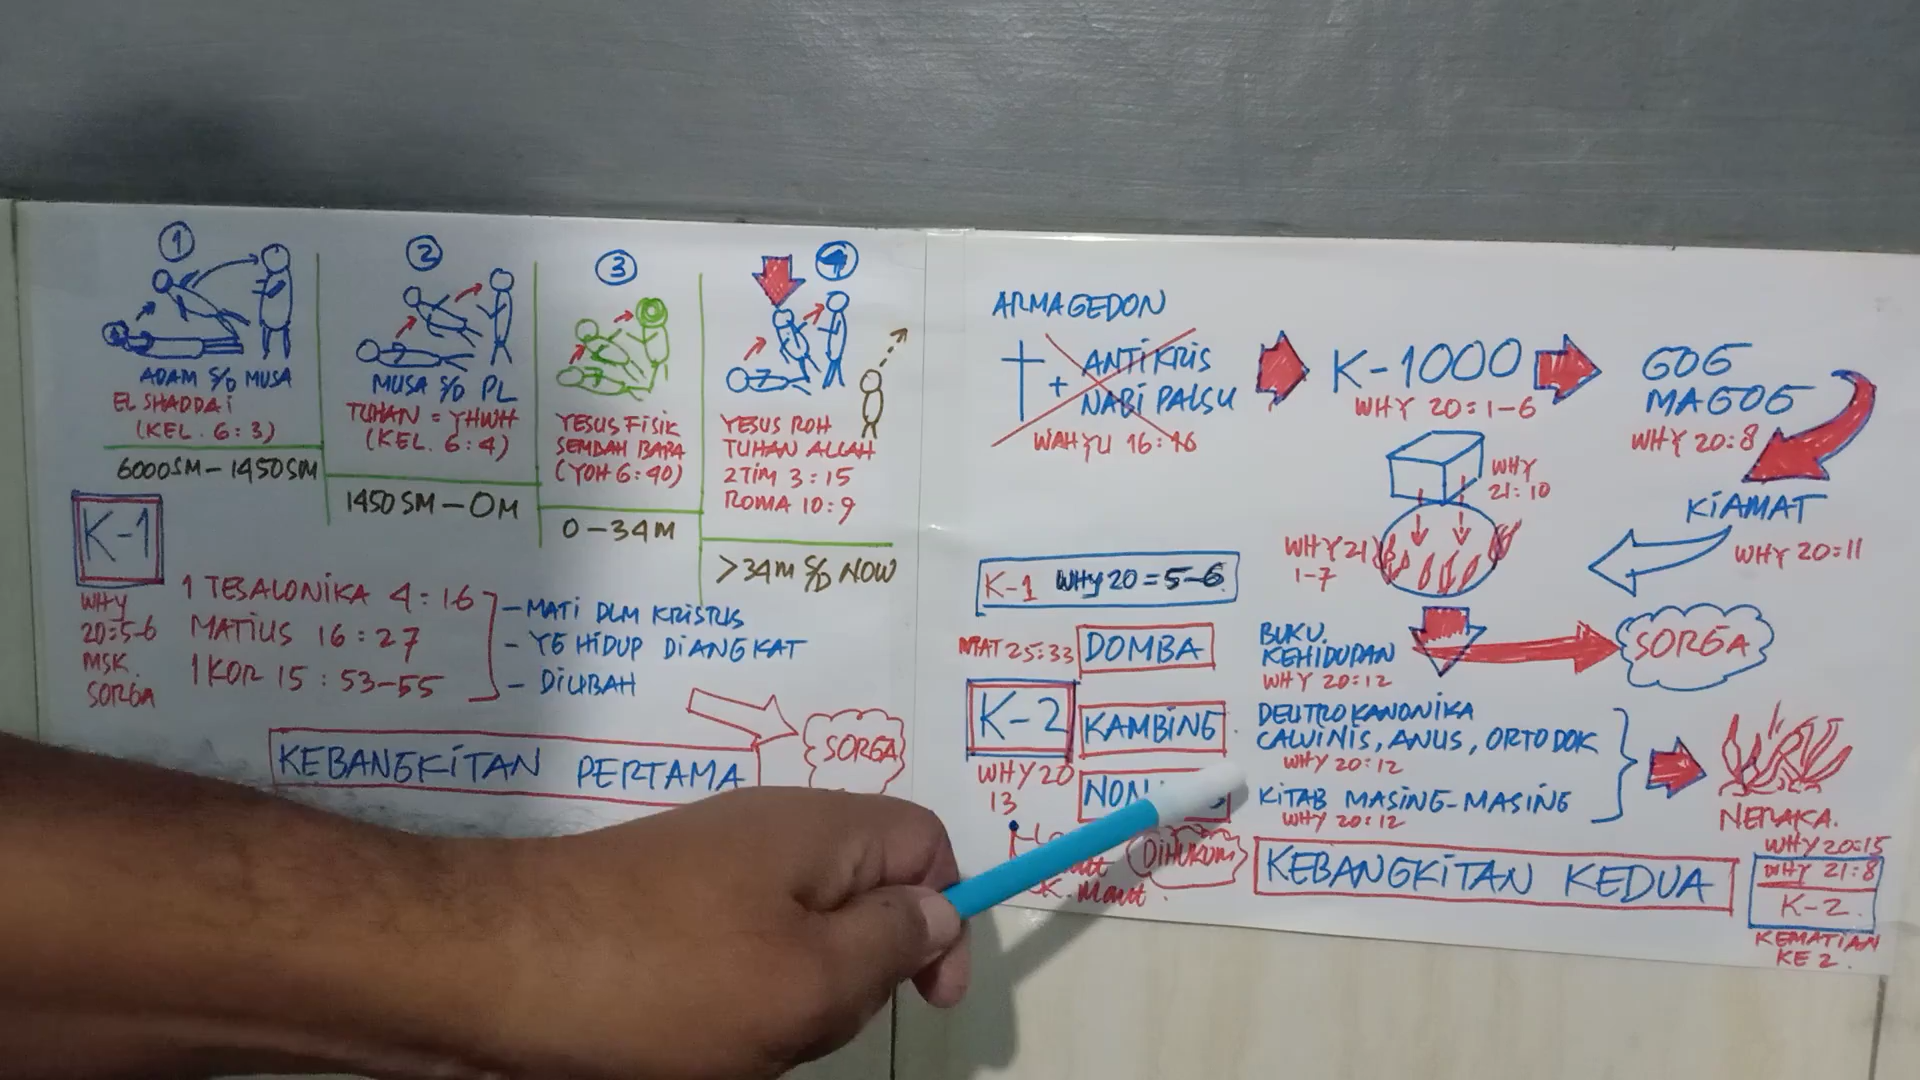 1
ADAM S/D MUSA
EL SHADDAI
(KEL. 6:3)
6000SM-1450SM
2
MUSA S/D PL
TUHAN = YHWH
(KEL. 6:4)
1450 SM-0M
3
YESUS FISIK
SEMBAH BAPA
(YOH 6:40)
0-34M
4
YESUS ROH
TUHAN ALLAH
2TIM 3:15
ROMA 10:9
>34M S/D NOW
K-1
WHY
20:5-6
MSK
SORGA
1 TESALONIKA 4:16
MATIUS 16:27
1 KOR 15:53-55
- MATI DLM KRISTUS
- YG HIDUP DIANGKAT
- DIUBAH
KEBANGKITAN PERTAMA
SORGA
ARMAGEDON
+ ANTIKRIS
NABI PALSU
WAHYU 16:16
K-1000
WHY 20:1-6
GOG
MAGOG
WHY 20:8
KIAMAT
WHY 20:11
WHY
21:10
WHY 21
1-7
K-1 WHY 20=5-6
MAT 25:33
DOMBA
BUKU
KEHIDUPAN
WHY 20:12
SORGA
K-2
WHY 20
13
KAMBING
DEUTROKANONIKA
CALVINIS, ANUS, ORTODOK
WHY 20:12
NON
KITAB MASING-MASING
WHY 20:12
NERAKA
WHY 20:15
K. Maut
DIHUKUM
KEBANGKITAN KEDUA
WHY 21:8
K-2
KEMATIAN
KE 2.